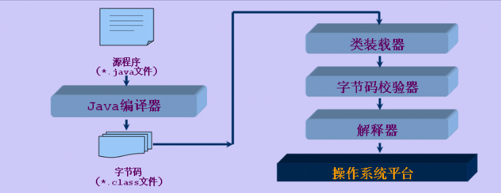 源程序
（*.java文件）
Java编译器
字节码
（*.class文件）
类装载器
字节码校验器
解释器
操作系统平台